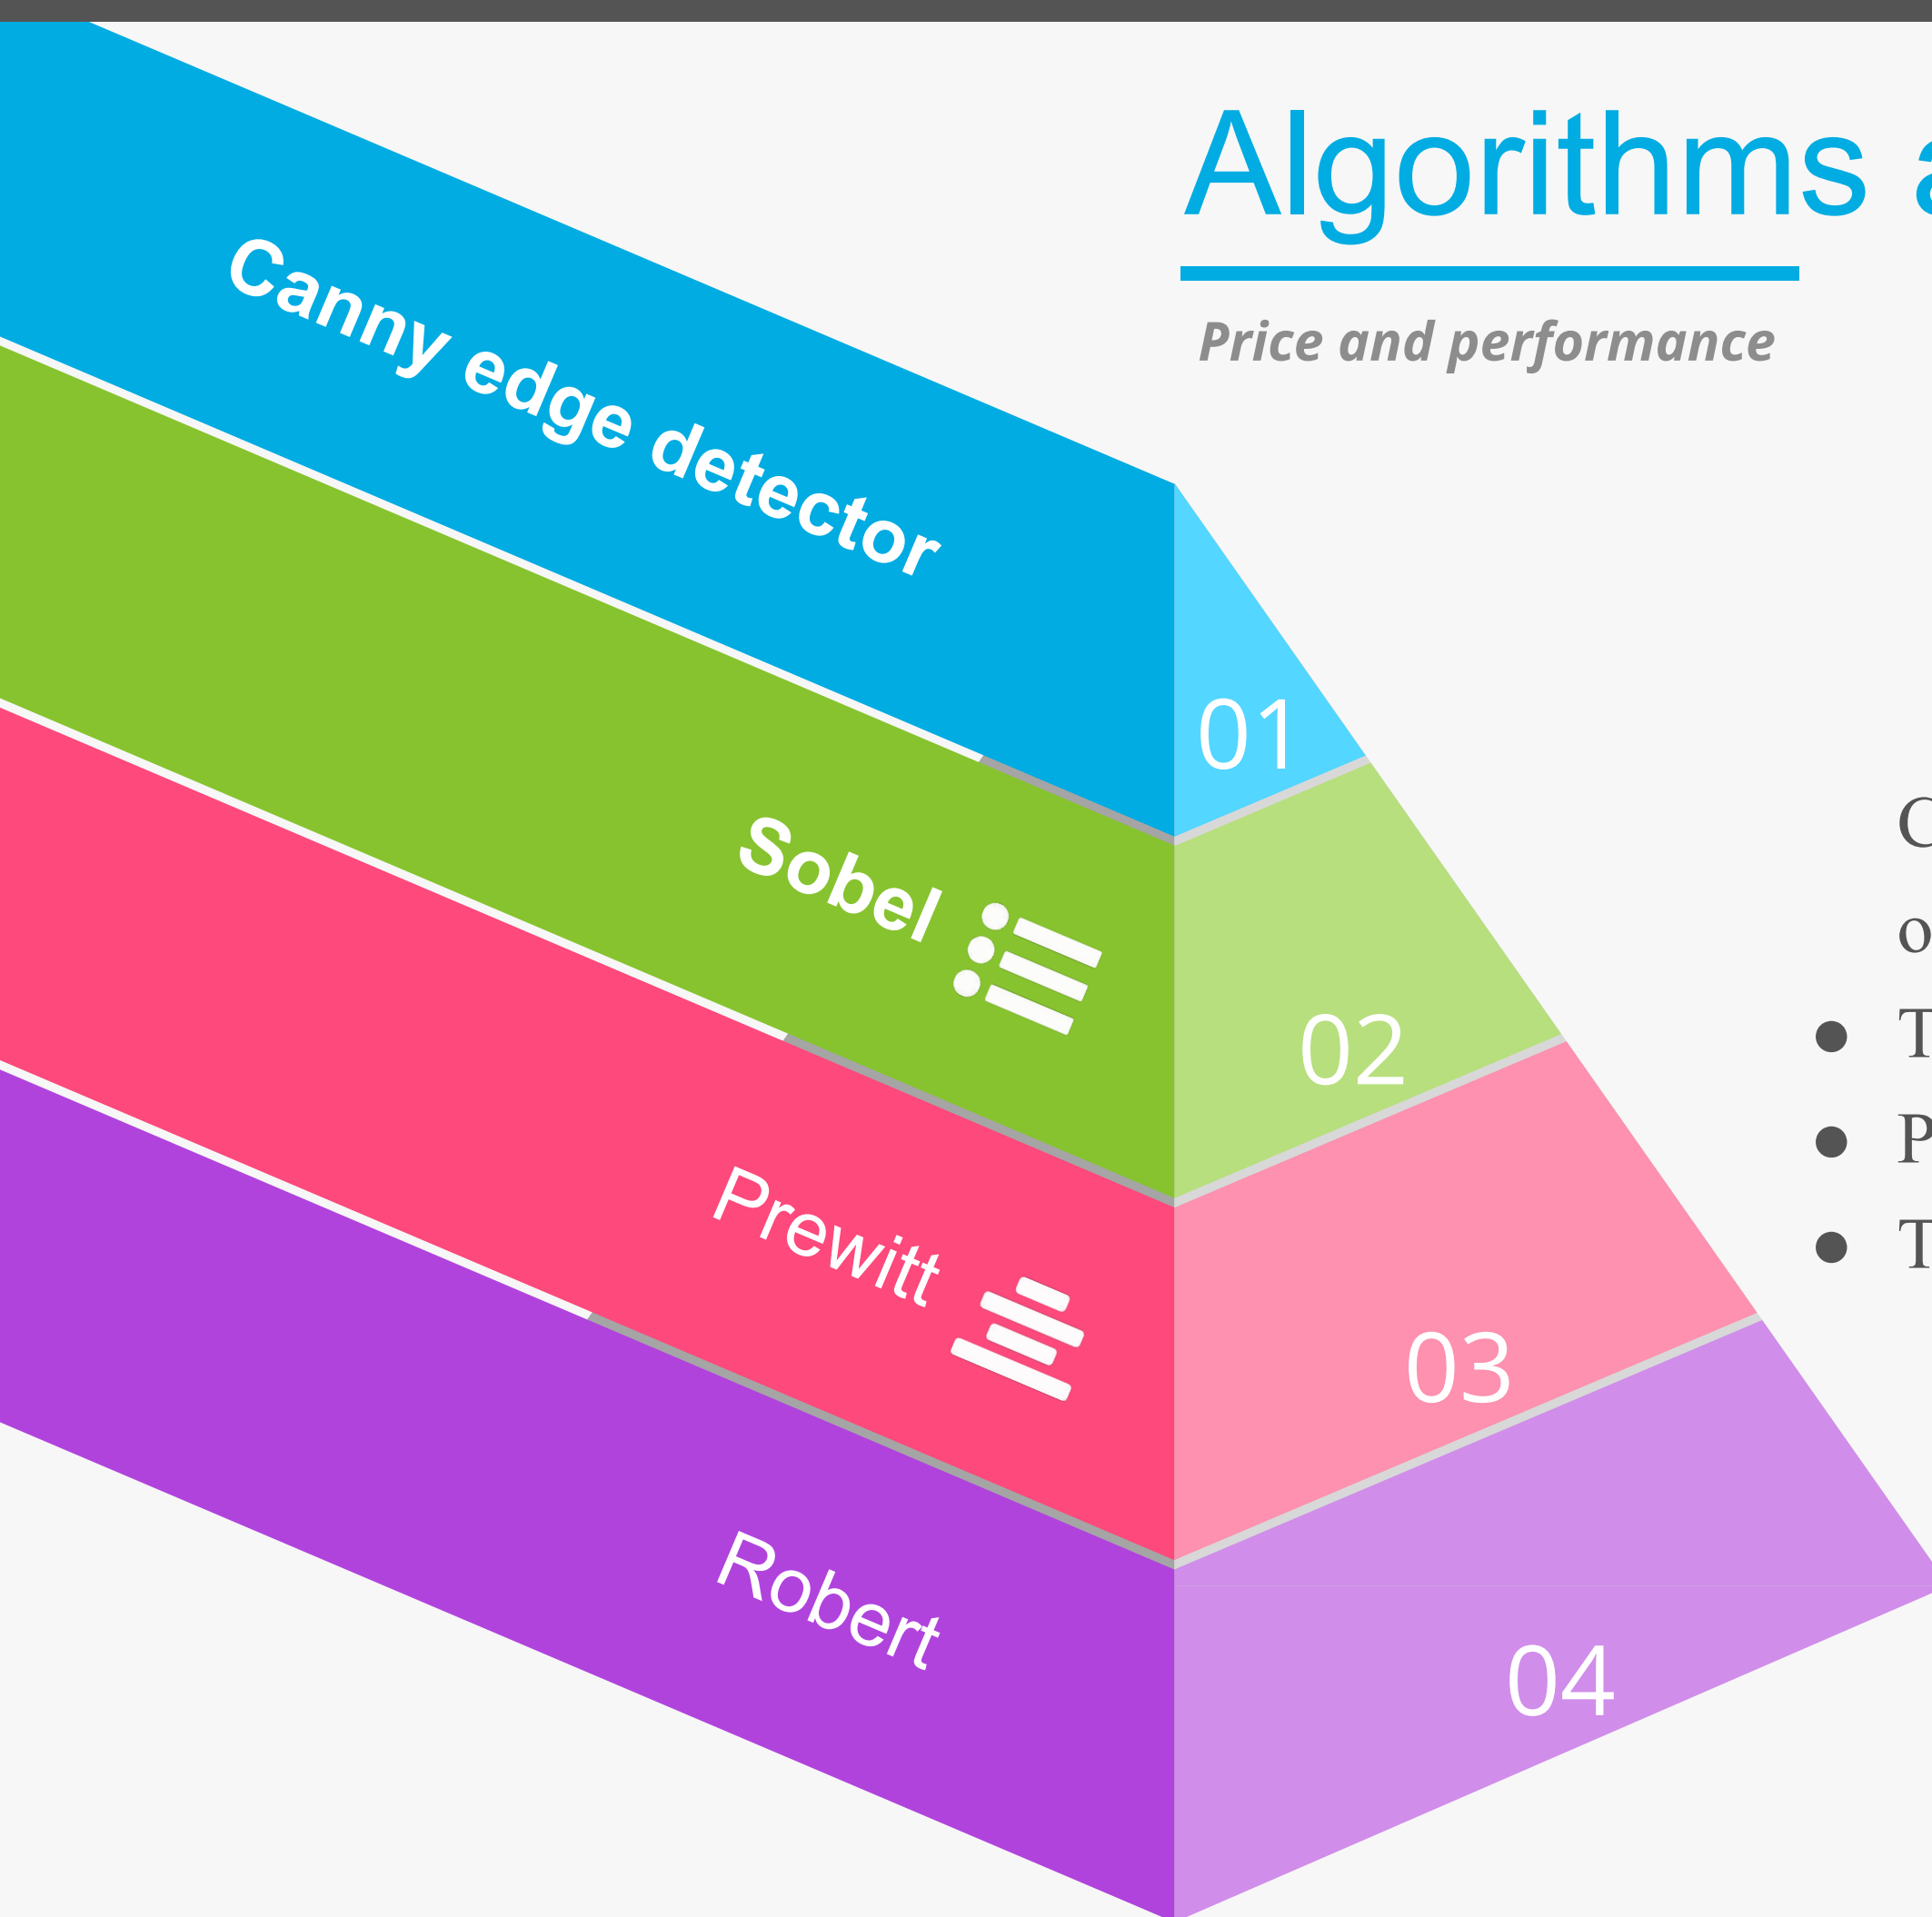 Algorithms
Price and performance
Canny edge detector
01
Sobel
02
Prewitt
03
Robert
04